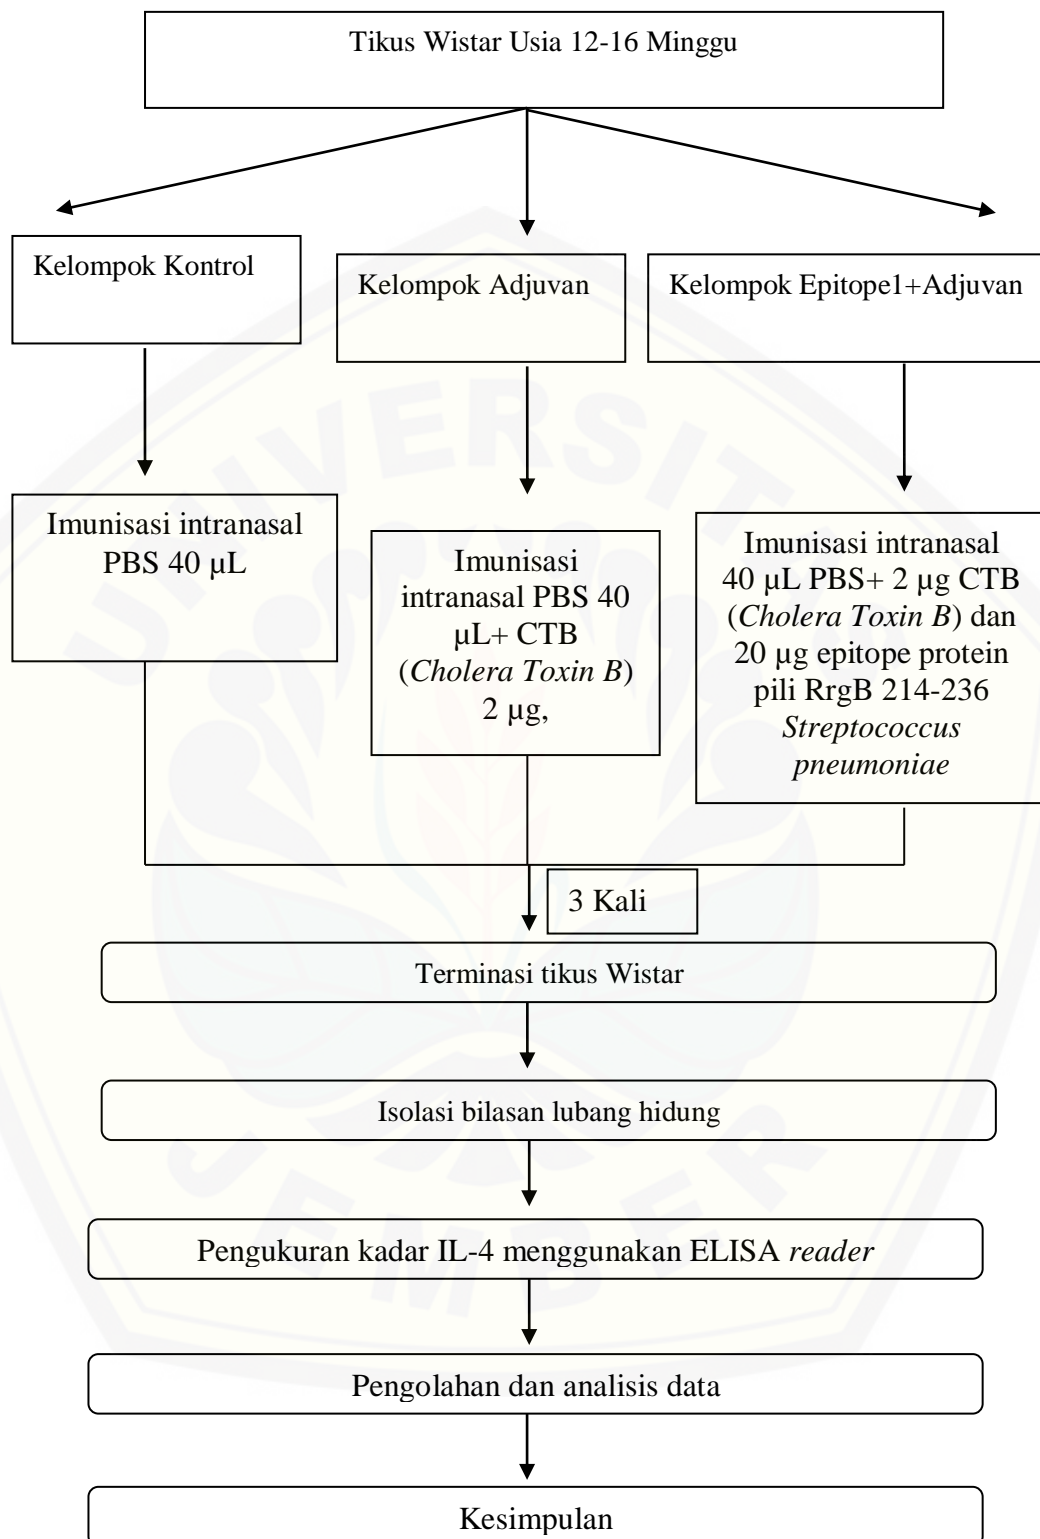 Tikus Wistar Usia 12-16 Minggu
Kelompok Kontrol
Kelompok Adjuvan
Kelompok Epitope1+Adjuvan
Imunisasi intranasal
PBS 40 µL
Imunisasi
intranasal PBS 40
µL+ CTB
(Cholera Toxin B)
2 µg,
Imunisasi intranasal
40 µL PBS+ 2 µg CTB
(Cholera Toxin B) dan
20 µg epitope protein
pili RrgB 214-236
Streptococcus
pneumoniae
3 Kali
Terminasi tikus Wistar
Isolasi bilasan lubang hidung
Pengukuran kadar IL-4 menggunakan ELISA reader
Pengolahan dan analisis data
Kesimpulan
UNIVERSITAS
JEMBER